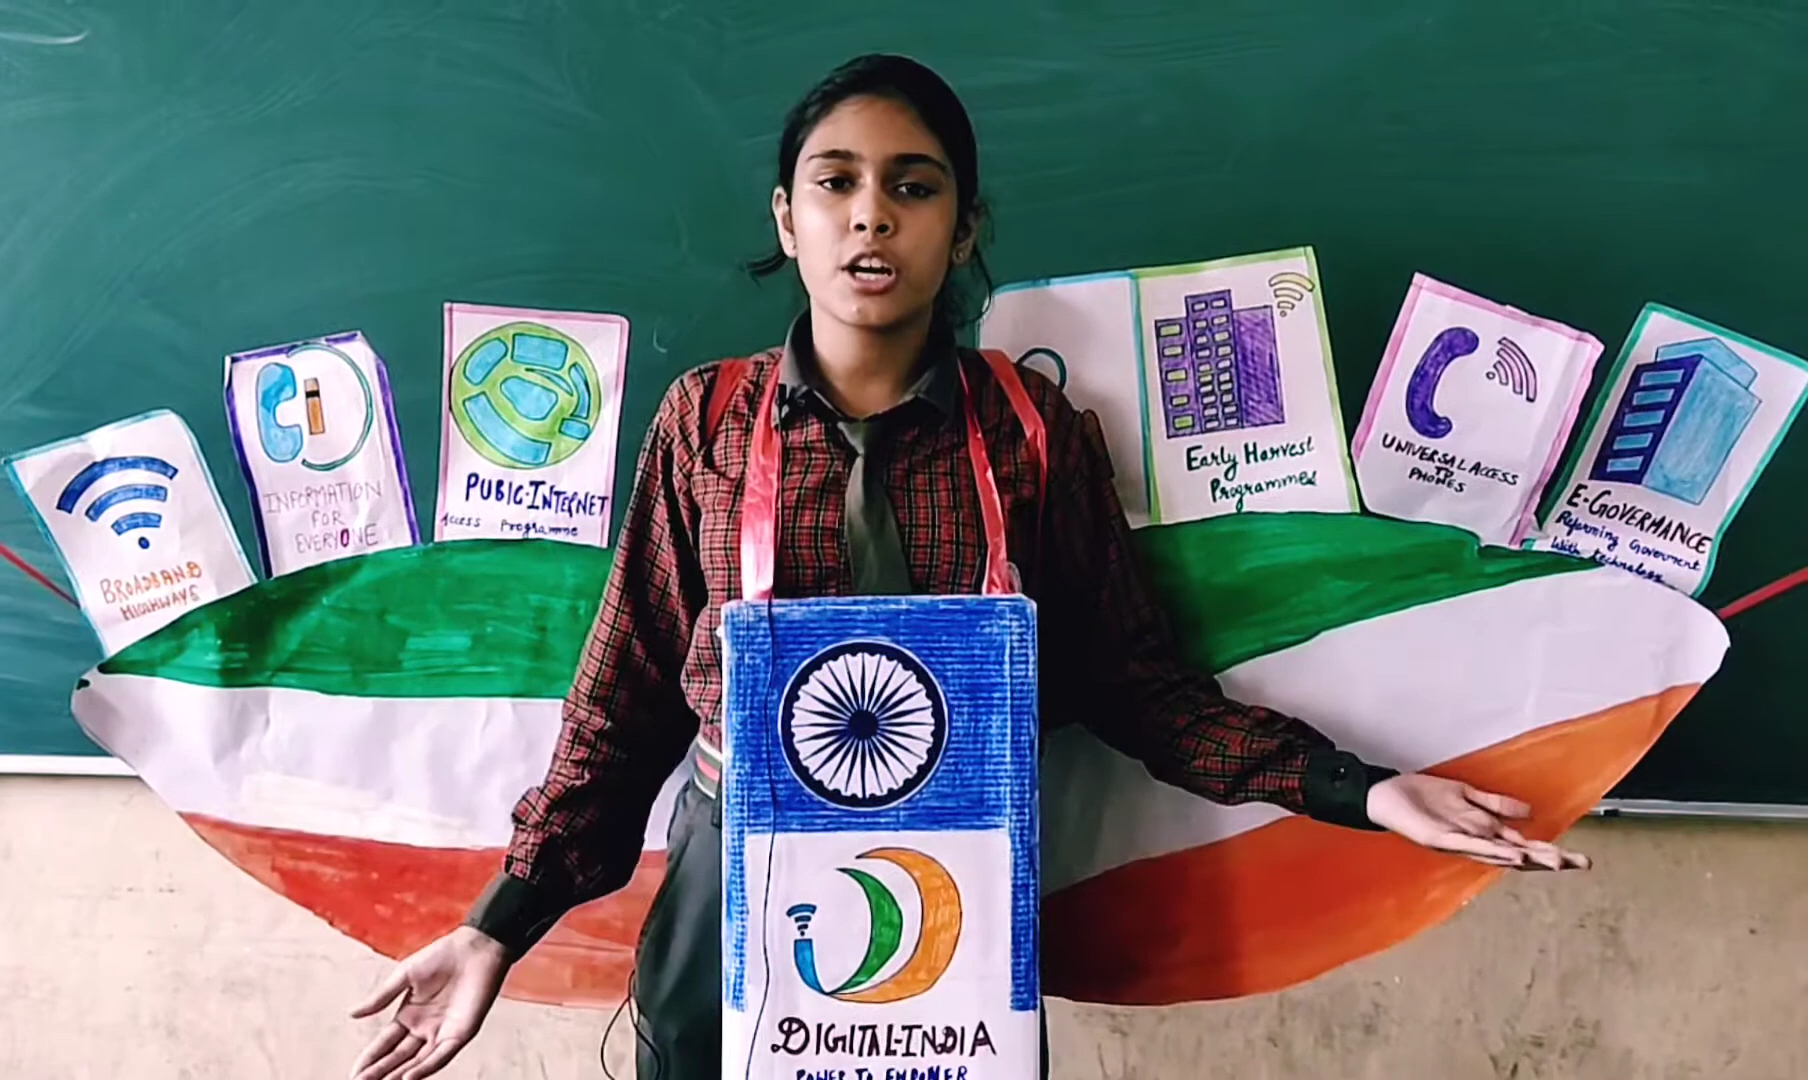 BROADBAND
HIGHWAYS
INFORMATION
FOR
EVERYONE
PUBIC-INTERNET
Access Programme
Early Harvest
Programmes
UNIVERSAL ACCESS
TO
PHONES
E-GOVERNANCE
Reforming Government
With technology
DIGITAL-INDIA
POWER TO EMPOWER